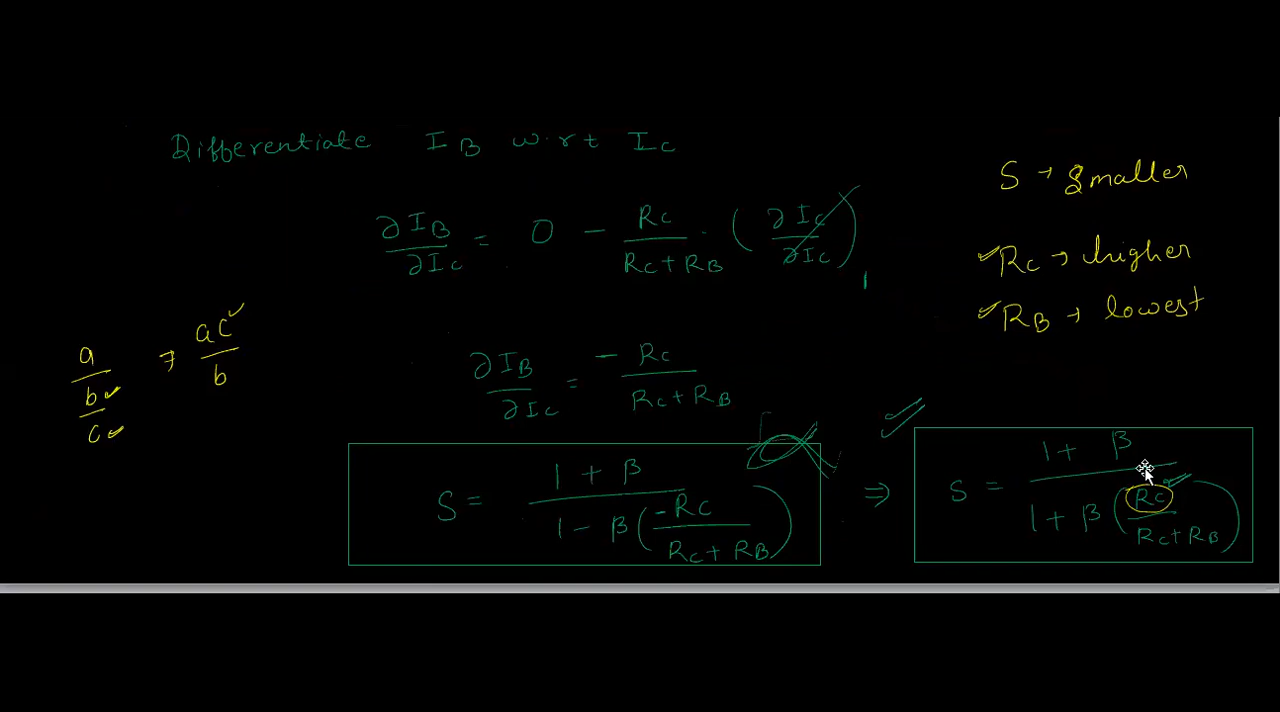 Differentiate I_B w.r.t I_C
∂I_B/∂I_C = 0 - R_C/(R_C+R_B) · (∂I_C/∂I_C) 1
S → Smaller
✓R_C → higher
✓R_B → lowest
a/(b✓/c✓) → ac✓/b
∂I_B/∂I_C = -R_C/(R_C+R_B)
S = (1+β)/(1-β(-R_C/(R_C+R_B))) ⇒ S = (1+β)/(1+β(R_C/(R_C+R_B)))